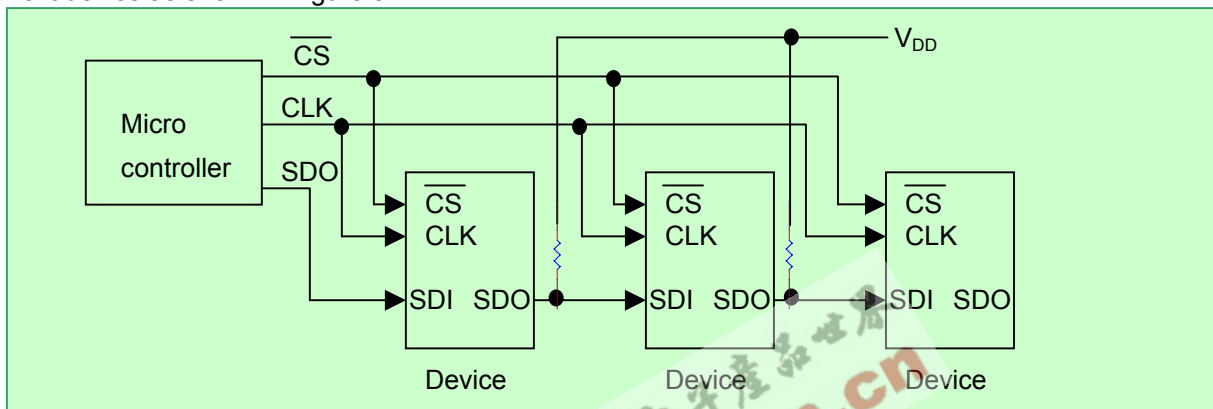 V_DD
CS
CLK
Micro
controller
SDO
CS
CLK
SDI SDO
CS
CLK
SDI SDO
CS
CLK
SDI SDO
Device
Device
Device
.cn